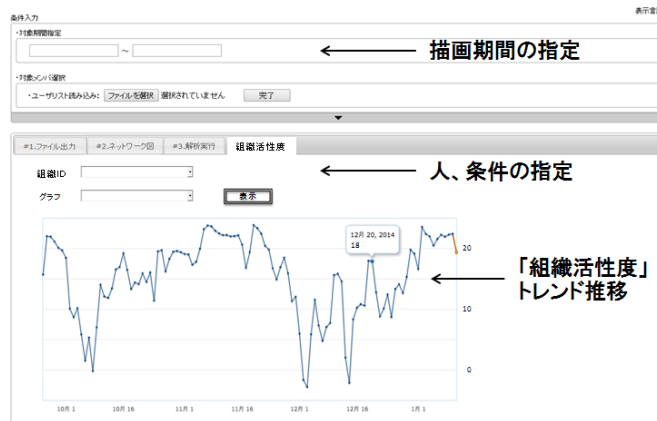 表示言
条件入力
・対象期間指定
～
描画期間の指定
・対象メンバ選択
・ユーザリスト読み込み: ファイルを選択 選択されていません 完了
#1.ファイル出力 #2.ネットワーク図 #3.解析実行 組織活性度
組織ID
人、条件の指定
グラフ 表示
12月 20, 2014
18
20
「組織活性度」
トレンド推移
10
0
10月 1 10月 16 11月 1 11月 16 12月 1 12月 16 1月 1